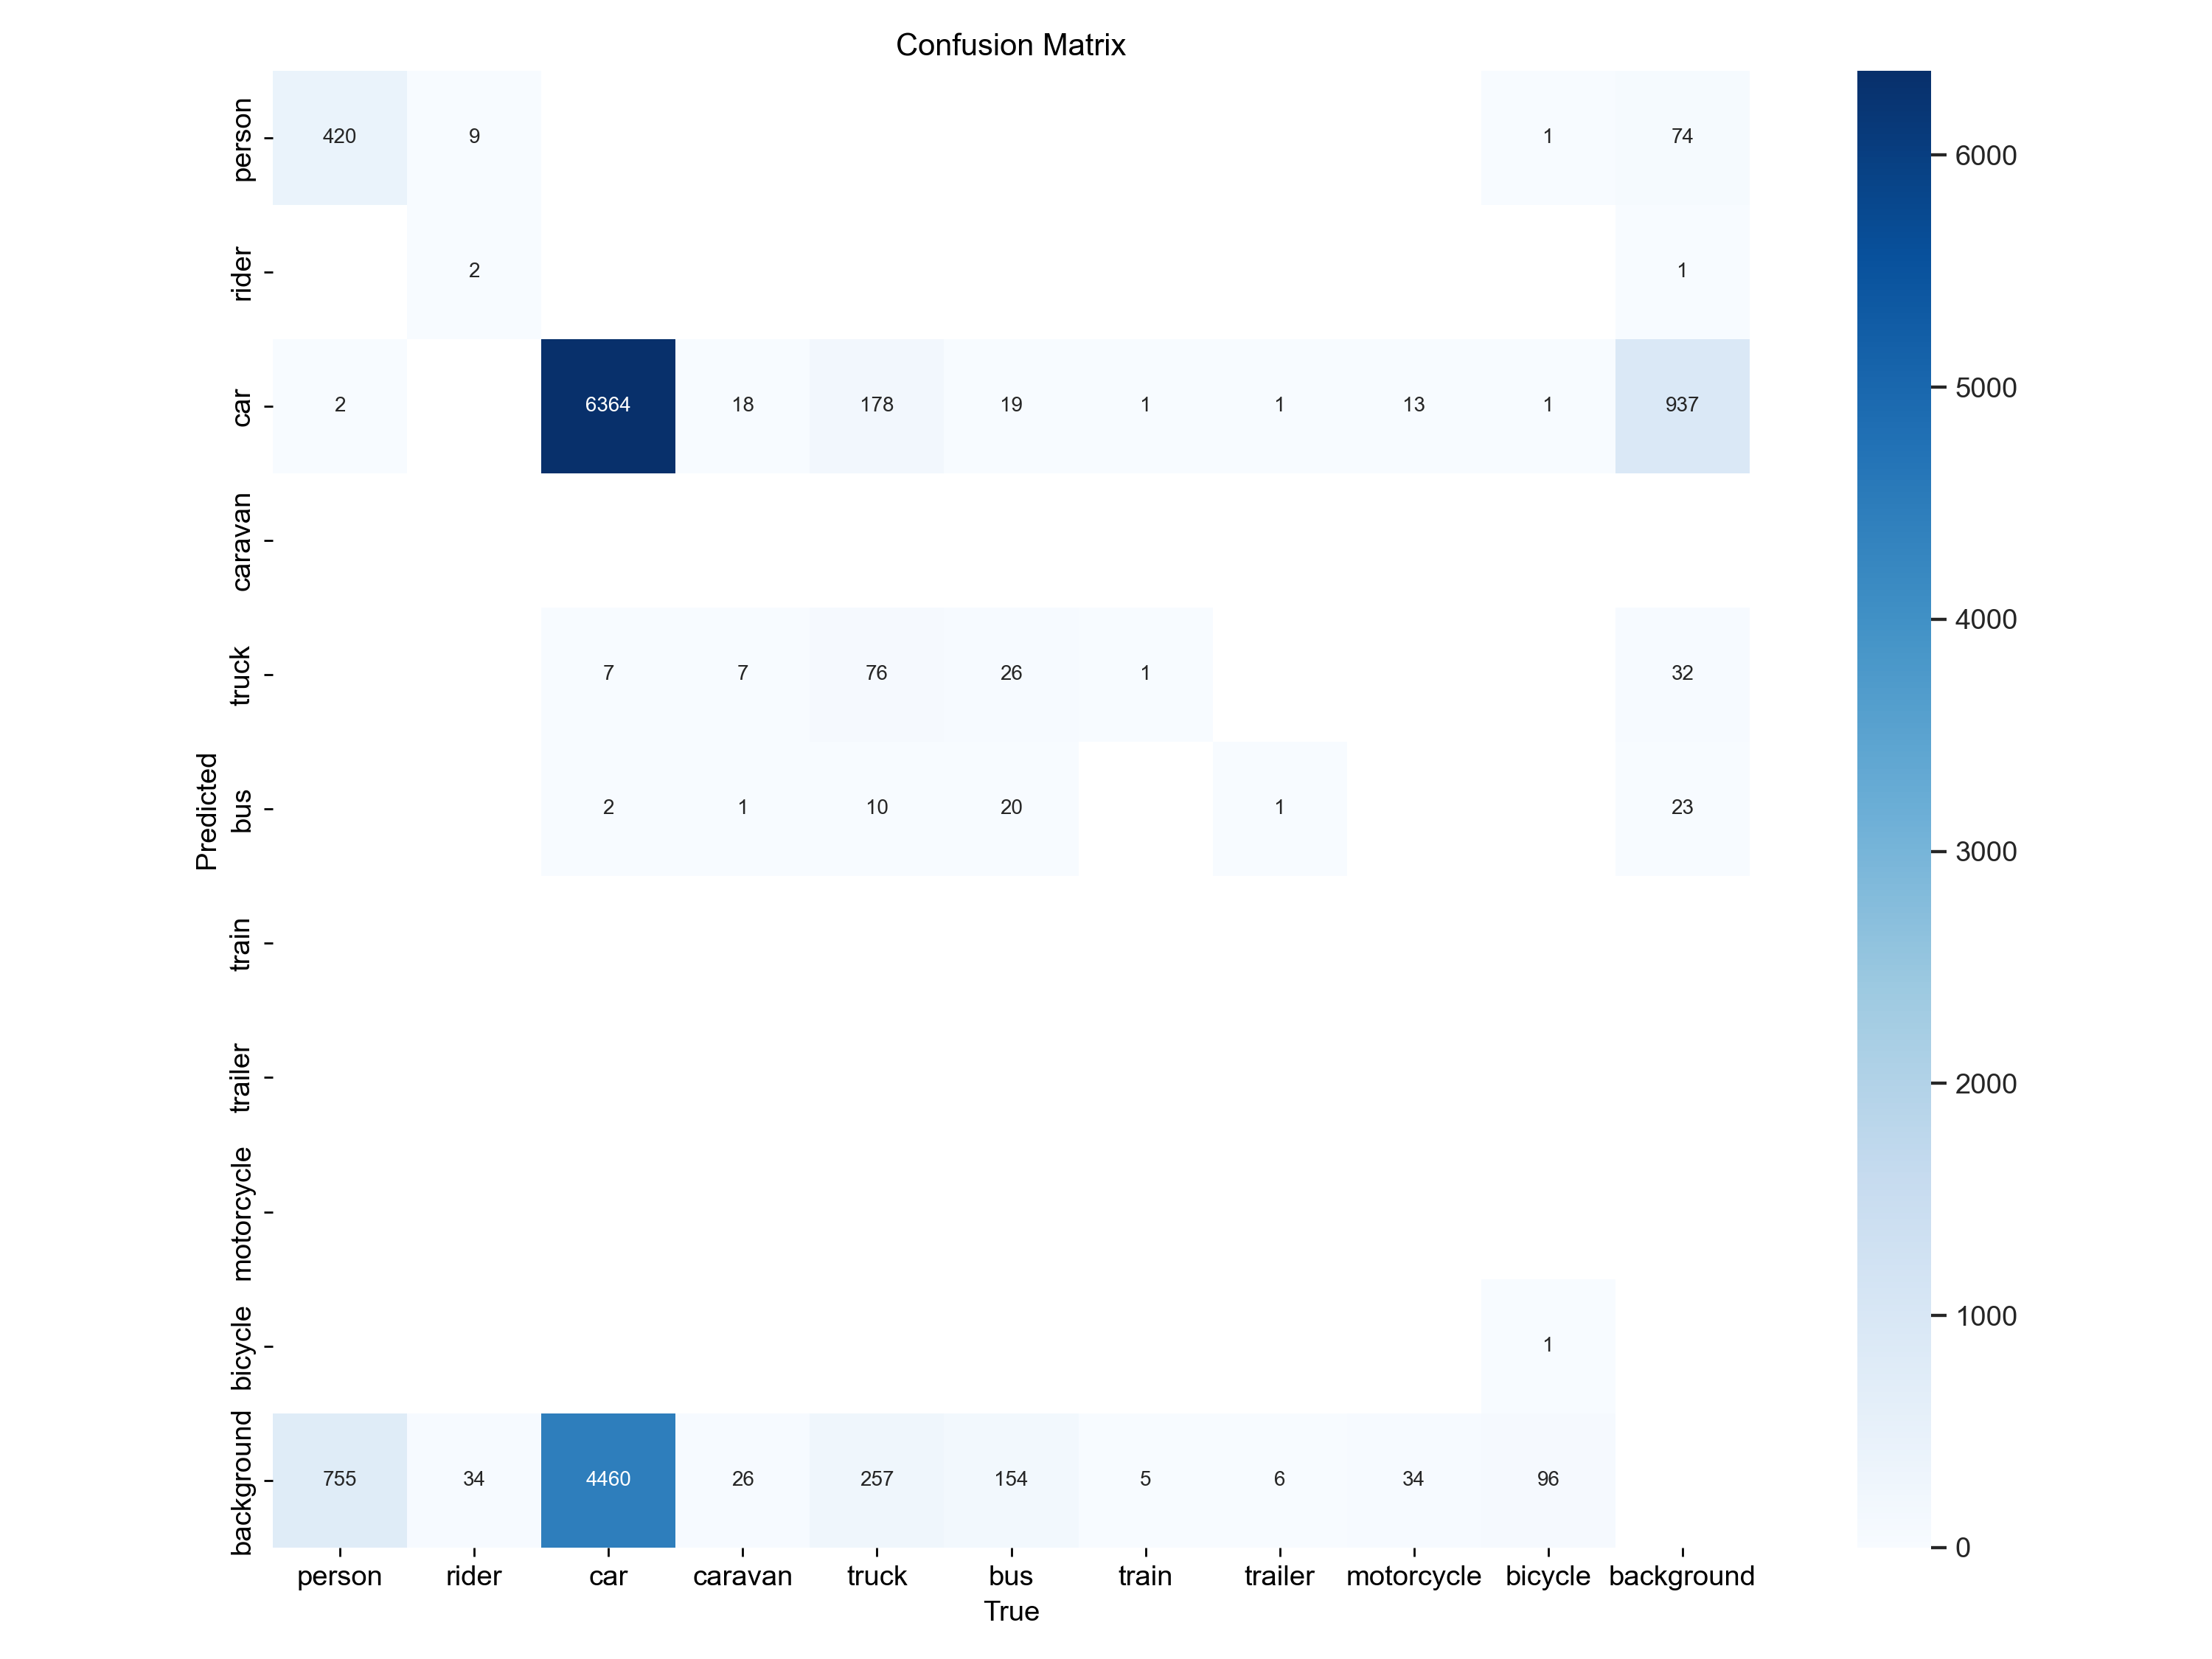 Confusion Matrix
person 420 9 1 74
rider 2 1
car 2 6364 18 178 19 1 1 13 1 937
caravan
truck 7 7 76 26 1 32
bus 2 1 10 20 1 23
train
trailer
motorcycle
bicycle 1
background 755 34 4460 26 257 154 5 6 34 96
Predicted
person rider car caravan truck bus train trailer motorcycle bicycle background
True
6000
5000
4000
3000
2000
1000
0